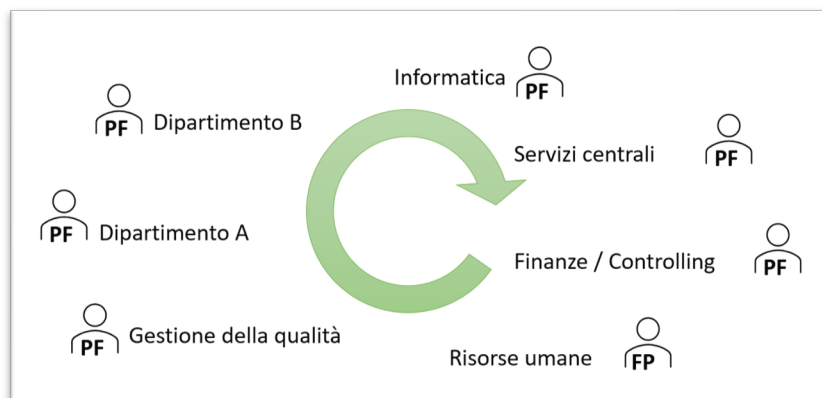 Informatica PF
PF Dipartimento B
Servizi centrali PF
PF Dipartimento A
Finanze / Controlling PF
PF Gestione della qualità
Risorse umane FP